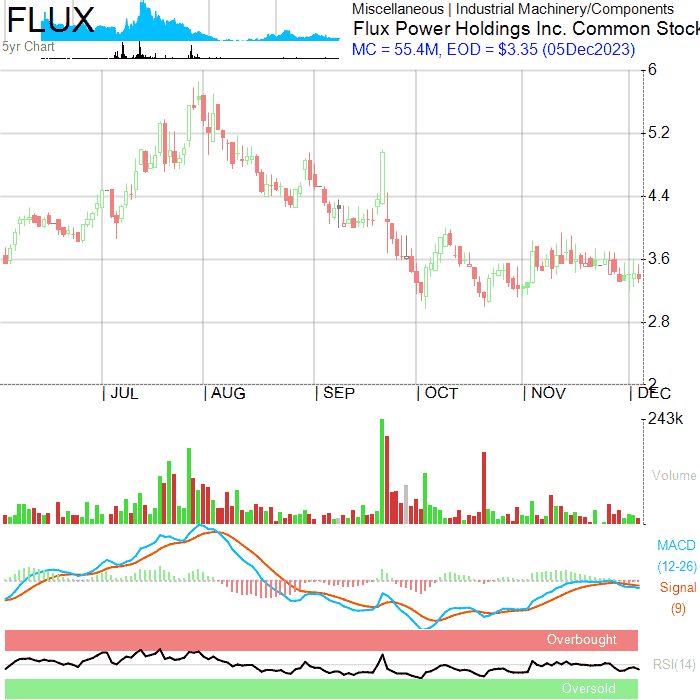 FLUX
5yr Chart
Miscellaneous | Industrial Machinery/Components
Flux Power Holdings Inc. Common Stock
MC = 55.4M, EOD = $3.35 (05Dec2023)
6
5.2
4.4
3.6
2.8
2
JUL AUG SEP OCT NOV DEC
243k
Volume
MACD
(12-26)
Signal
(9)
Overbought
RSI(14)
Oversold